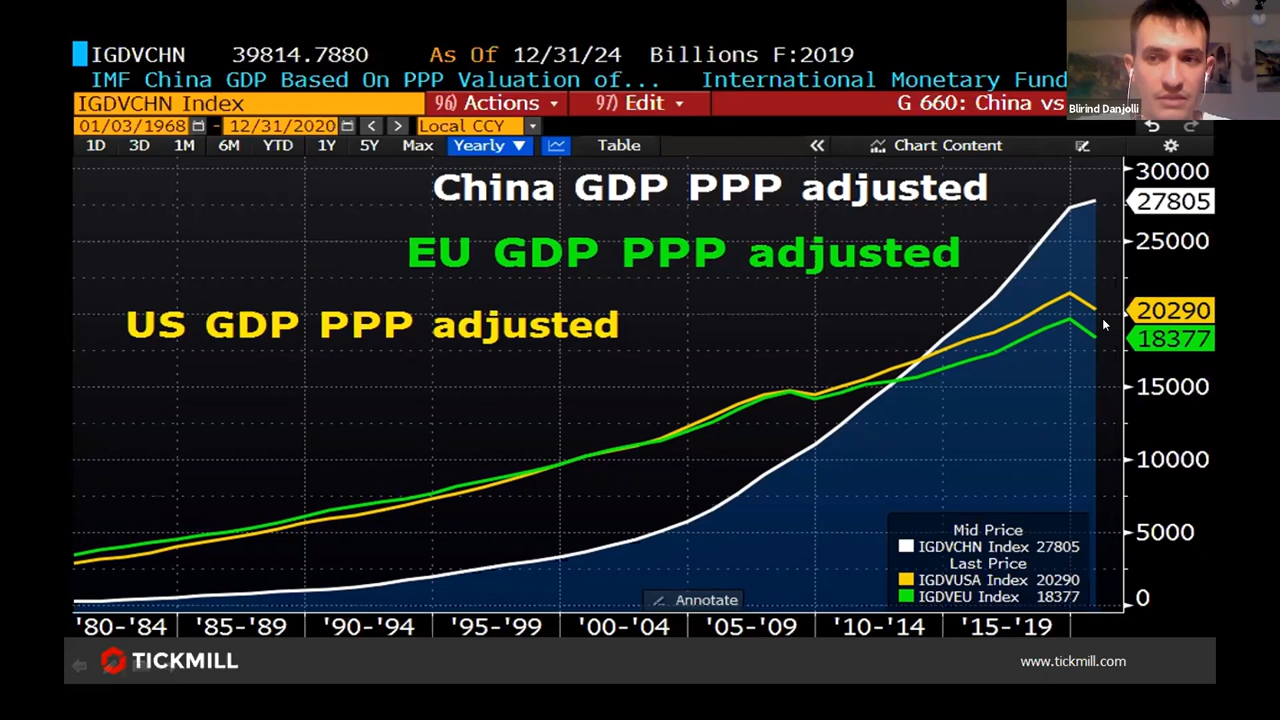 IGDVCHN 39814.7880 As Of 12/31/24 Billions F:2019
IMF China GDP Based On PPP Valuation of... International Monetary Fund
IGDVCHN Index 96) Actions 97) Edit G 660: China vs
Blirind Danjolli
01/03/1968 - 12/31/2020 Local CCY
1D 3D 1M 6M YTD 1Y 5Y Max Yearly Table Chart Content
China GDP PPP adjusted
EU GDP PPP adjusted
US GDP PPP adjusted
30000
27805
25000
20290
18377
15000
10000
5000
0
Mid Price
IGDVCHN Index 27805
Last Price
IGDVUSA Index 20290
IGDVEU Index 18377
Annotate
'80-'84 '85-'89 '90-'94 '95-'99 '00-'04 '05-'09 '10-'14 '15-'19
TICKMILL
www.tickmill.com